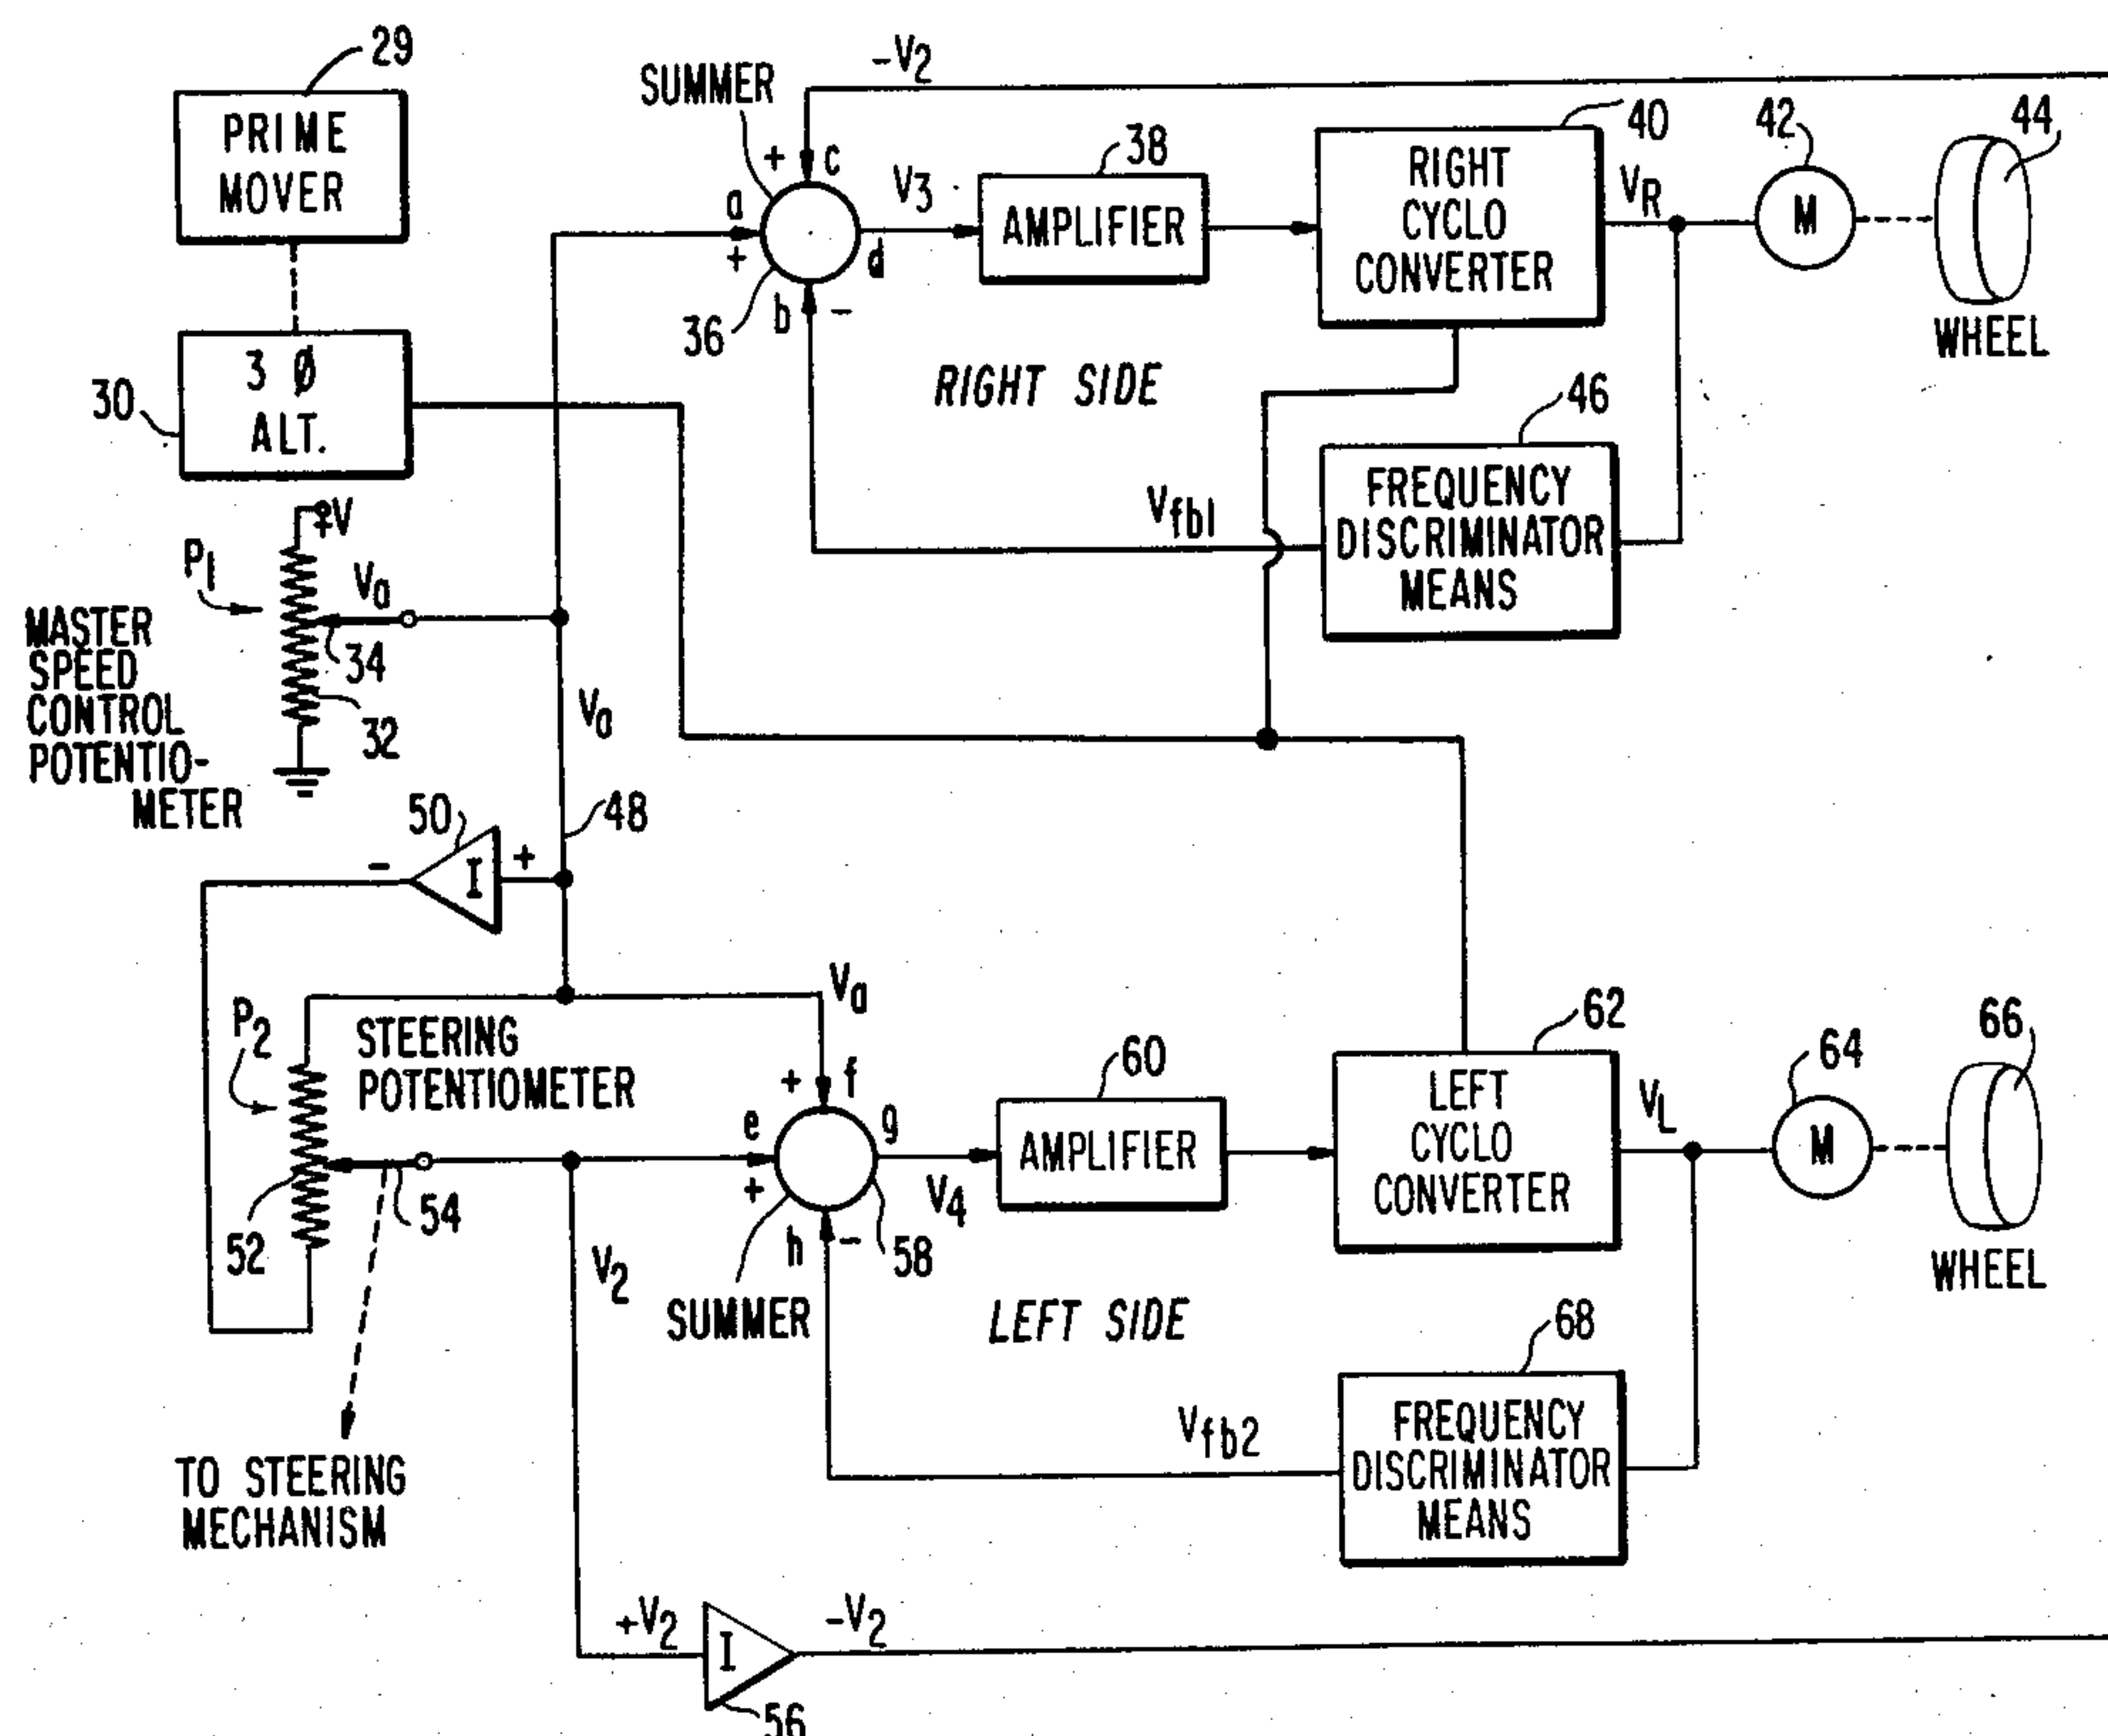 29
PRIME
MOVER
30
3 Ø
ALT.
+V
P1
Va
34
32
MASTER
SPEED
CONTROL
POTENTIO-
METER
Va
48
50
I
+
-
SUMMER
-V2
+
c
a
+
36
b
-
d
V3
38
AMPLIFIER
40
RIGHT
CYCLO
CONVERTER
VR
42
M
44
WHEEL
RIGHT SIDE
Vfb1
46
FREQUENCY
DISCRIMINATOR
MEANS
P2
STEERING
POTENTIOMETER
52
54
TO STEERING
MECHANISM
Va
+
f
e
+
g
h
-
58
SUMMER
V2
V4
60
AMPLIFIER
62
LEFT
CYCLO
CONVERTER
VL
64
M
66
WHEEL
LEFT SIDE
Vfb2
68
FREQUENCY
DISCRIMINATOR
MEANS
+V2
I
-V2
56